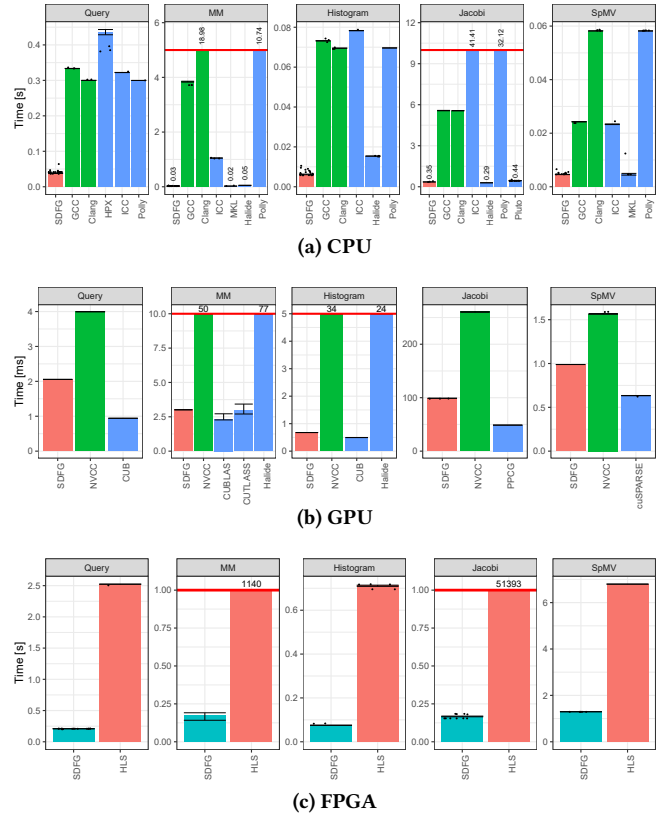 Query MM Histogram Jacobi SpMV
Time [s]
0.4 0.3 0.2 0.1 0.0
6 4 2 0
0.08 0.06 0.04 0.02 0.00
12 9 6 3 0
0.06 0.04 0.02 0.00
0.03 18.98 0.02 0.05 10.74
0.35 41.41 0.29 32.12 0.44
SDFG GCC Clang HPX ICC Polly
SDFG GCC Clang ICC MKL Halide Polly
SDFG GCC Clang ICC Halide Polly
SDFG GCC Clang ICC Halide Polly Pluto
SDFG GCC Clang ICC MKL Polly
(a) CPU
Query MM Histogram Jacobi SpMV
Time [ms]
4 3 2 1 0
10.0 7.5 5.0 2.5 0.0
5 4 3 2 1 0
200 100 0
1.5 1.0 0.5 0.0
50 77 34 24
SDFG NVCC CUB
SDFG NVCC CUBLAS CUTLASS Halide
SDFG NVCC CUB Halide
SDFG NVCC PPCG
SDFG NVCC cuSPARSE
(b) GPU
Query MM Histogram Jacobi SpMV
Time [s]
2.5 2.0 1.5 1.0 0.5 0.0
1.00 0.75 0.50 0.25 0.00
0.6 0.4 0.2 0.0
1.00 0.75 0.50 0.25 0.00
6 4 2 0
1140 51393
SDFG HLS
SDFG HLS
SDFG HLS
SDFG HLS
SDFG HLS
(c) FPGA